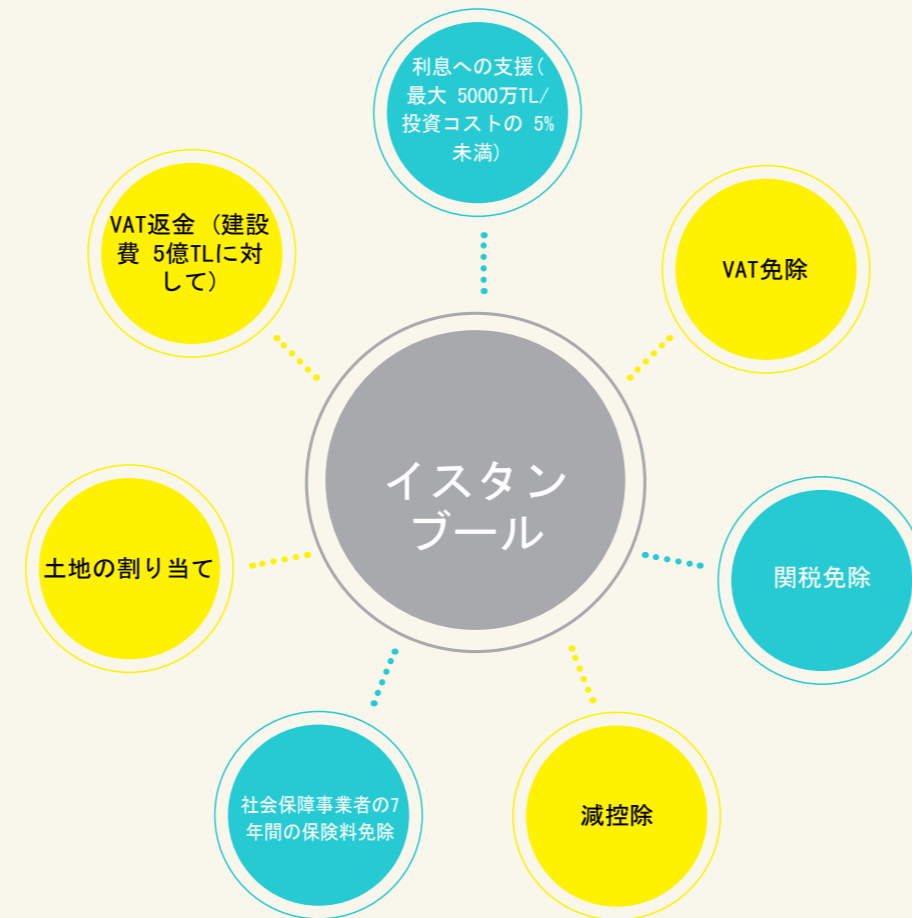 利息への支援(
最大 5000万TL/
投資コストの 5%
未満)
VAT返金 (建設
費 5億TLに対
して)
VAT免除
イスタン
ブール
土地の割り当て
関税免除
社会保障事業者の7
年間の保険料免除
減控除